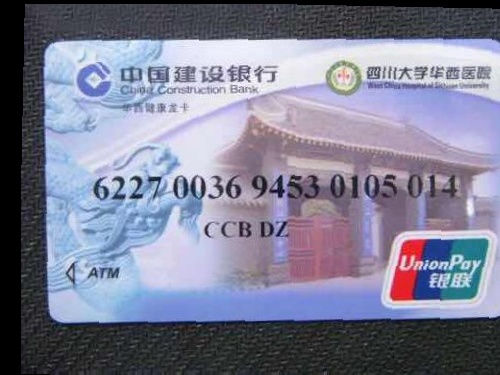 中国建设银行
China Construction Bank
华西健康龙卡
四川大学华西医院
West China Hospital of Sichuan University
6227 0036 9453 0105 014
CCB DZ
ATM
UnionPay
银联